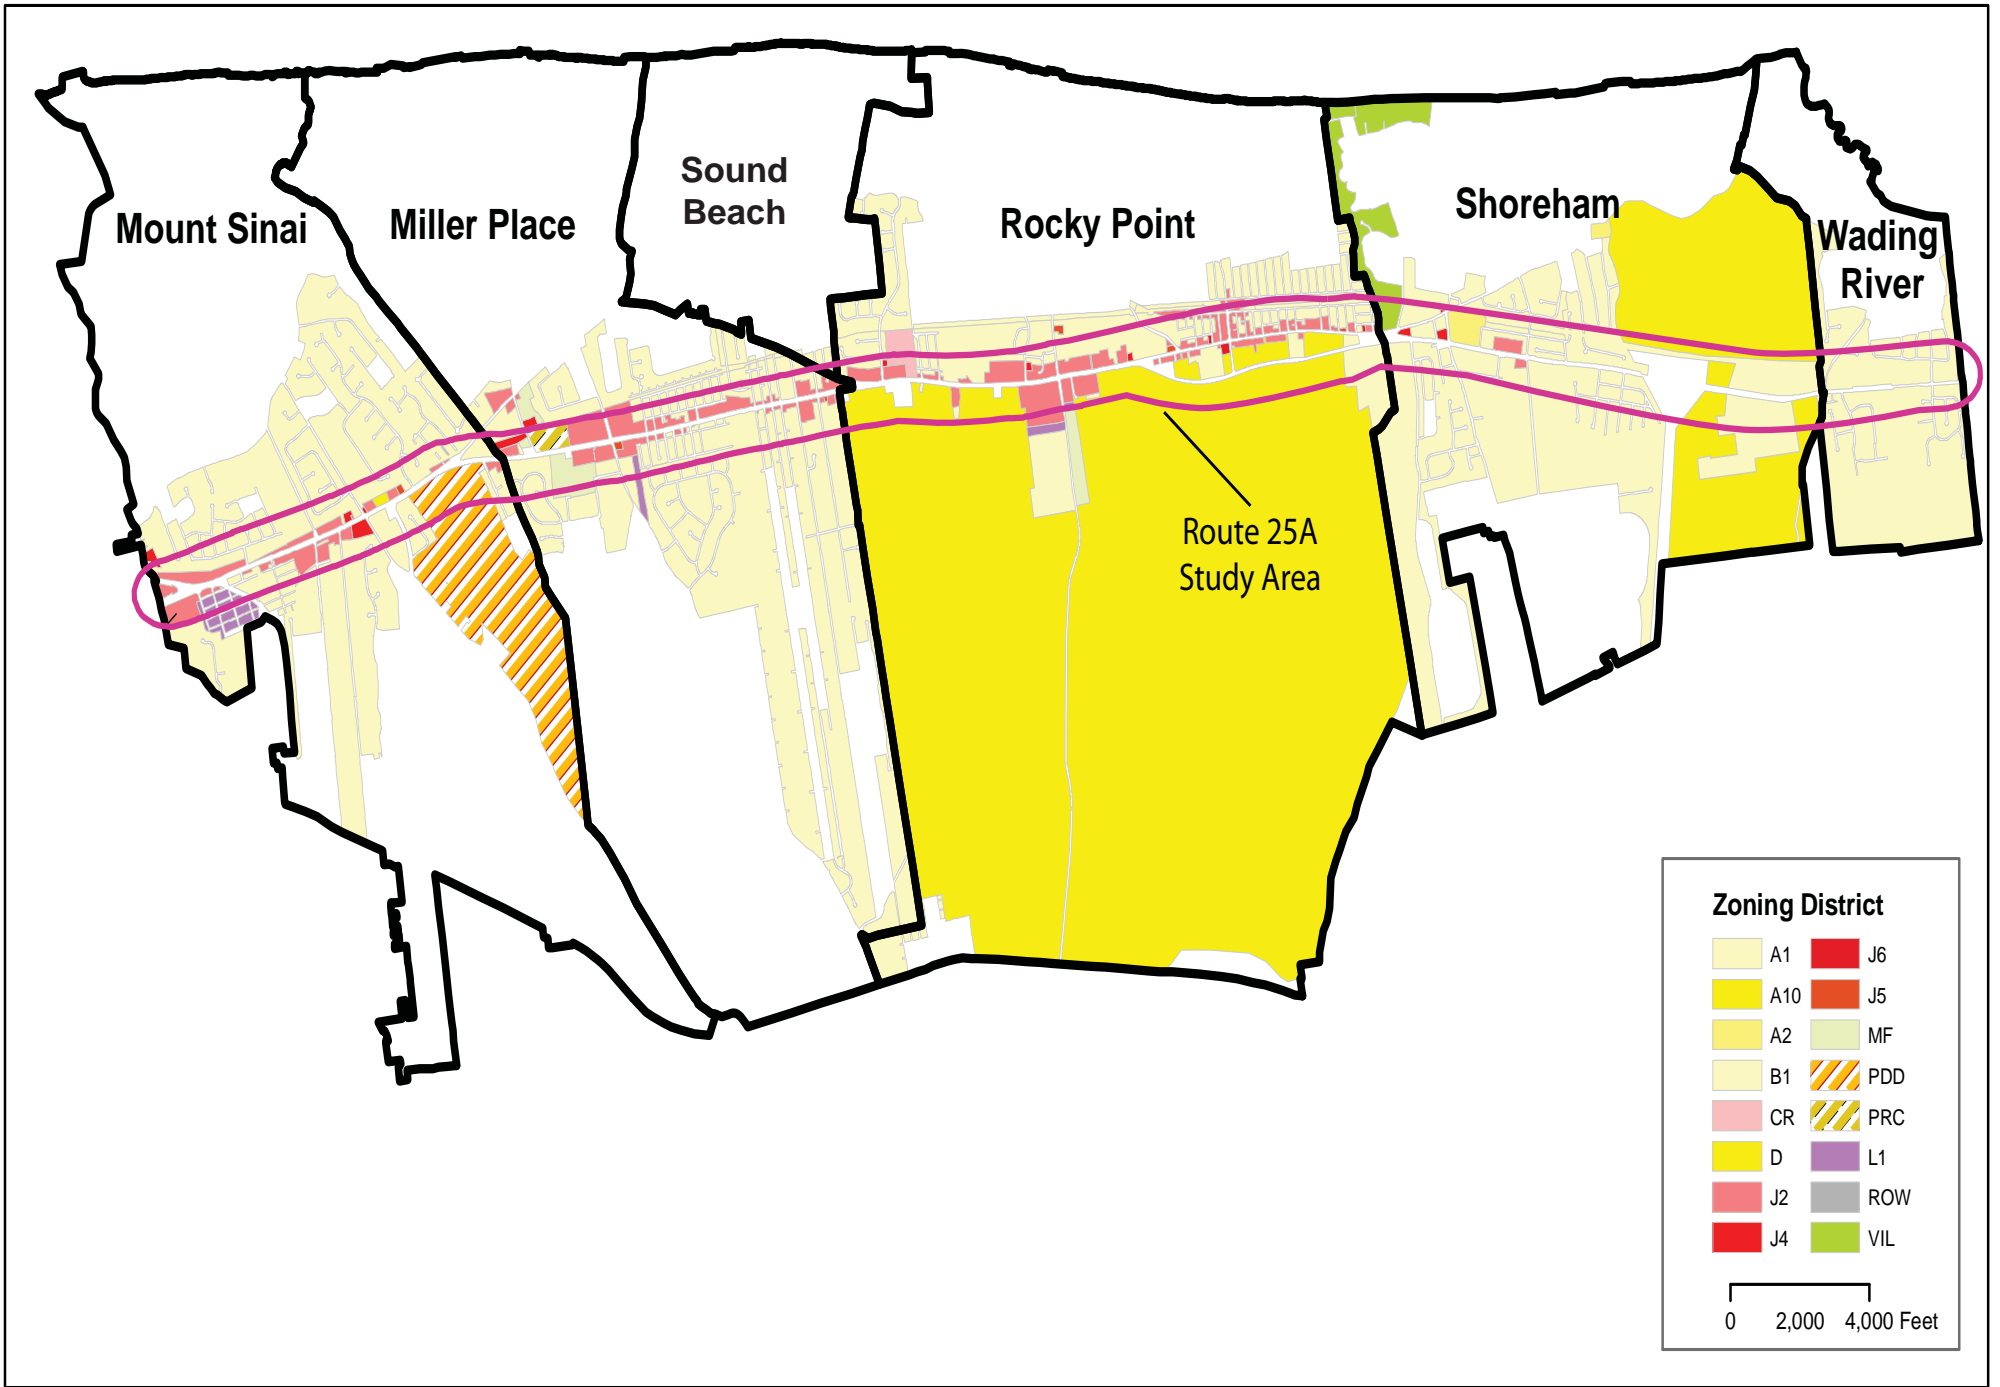 Sound
Beach
Mount Sinai
Miller Place
Rocky Point
Shoreham
Wading
River
Route 25A
Study Area
Zoning District
A1
J6
A10
J5
A2
MF
B1
PDD
CR
PRC
D
L1
J2
ROW
J4
VIL
0 2,000 4,000 Feet